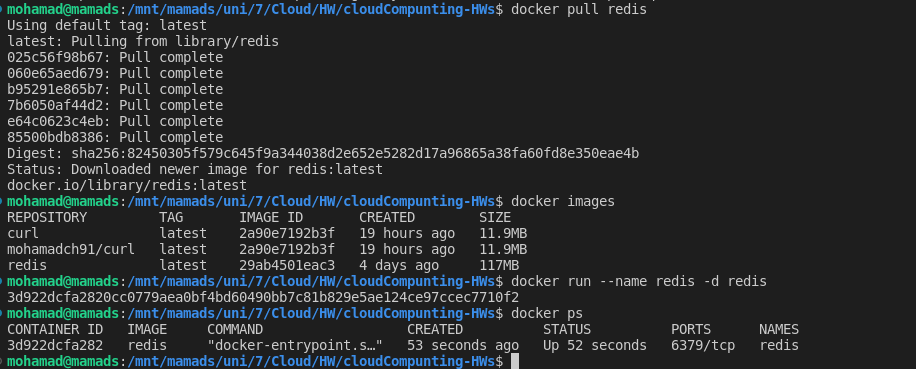 mohamad@mamads:/mnt/mamads/uni/7/Cloud/HW/cloudCompunting-HWs$ docker pull redis
Using default tag: latest
latest: Pulling from library/redis
025c56f98b67: Pull complete
060e65aed679: Pull complete
b95291e865b7: Pull complete
7b6050af44d2: Pull complete
e64c0623c4eb: Pull complete
85500bdb8386: Pull complete
Digest: sha256:82450305f579c645f9a344038d2e652e5282d17a96865a38fa60fd8e350eae4b
Status: Downloaded newer image for redis:latest
docker.io/library/redis:latest
mohamad@mamads:/mnt/mamads/uni/7/Cloud/HW/cloudCompunting-HWs$ docker images
REPOSITORY         TAG       IMAGE ID       CREATED        SIZE
curl               latest    2a90e7192b3f   19 hours ago   11.9MB
mohamadch91/curl   latest    2a90e7192b3f   19 hours ago   11.9MB
redis              latest    29ab4501eac3   4 days ago     117MB
mohamad@mamads:/mnt/mamads/uni/7/Cloud/HW/cloudCompunting-HWs$ docker run --name redis -d redis
3d922dcfa2820cc0779aea0bf4bd60490bb7c81b829e5ae124ce97ccec7710f2
mohamad@mamads:/mnt/mamads/uni/7/Cloud/HW/cloudCompunting-HWs$ docker ps
CONTAINER ID   IMAGE     COMMAND                  CREATED          STATUS          PORTS      NAMES
3d922dcfa282   redis     "docker-entrypoint.s…"   53 seconds ago   Up 52 seconds   6379/tcp   redis
mohamad@mamads:/mnt/mamads/uni/7/Cloud/HW/cloudCompunting-HWs$